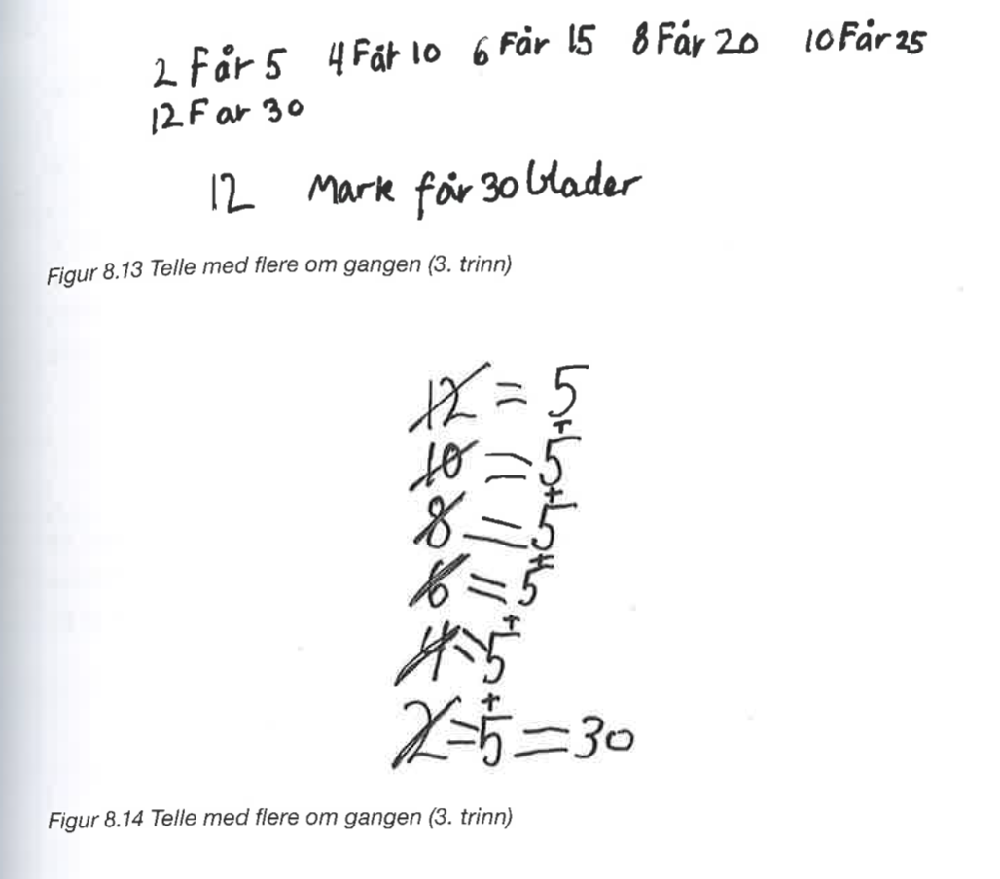 2 Får 5 4 Får 10 6 Får 15 8 Får 20 10 Får 25
12 Far 30
12 Mark får 30 blader
Figur 8.13 Telle med flere om gangen (3. trinn)
12 = 5
+
10 = 5
+
8 = 5
+
6 = 5
+
4 = 5
+
2 = 5 = 30
Figur 8.14 Telle med flere om gangen (3. trinn)